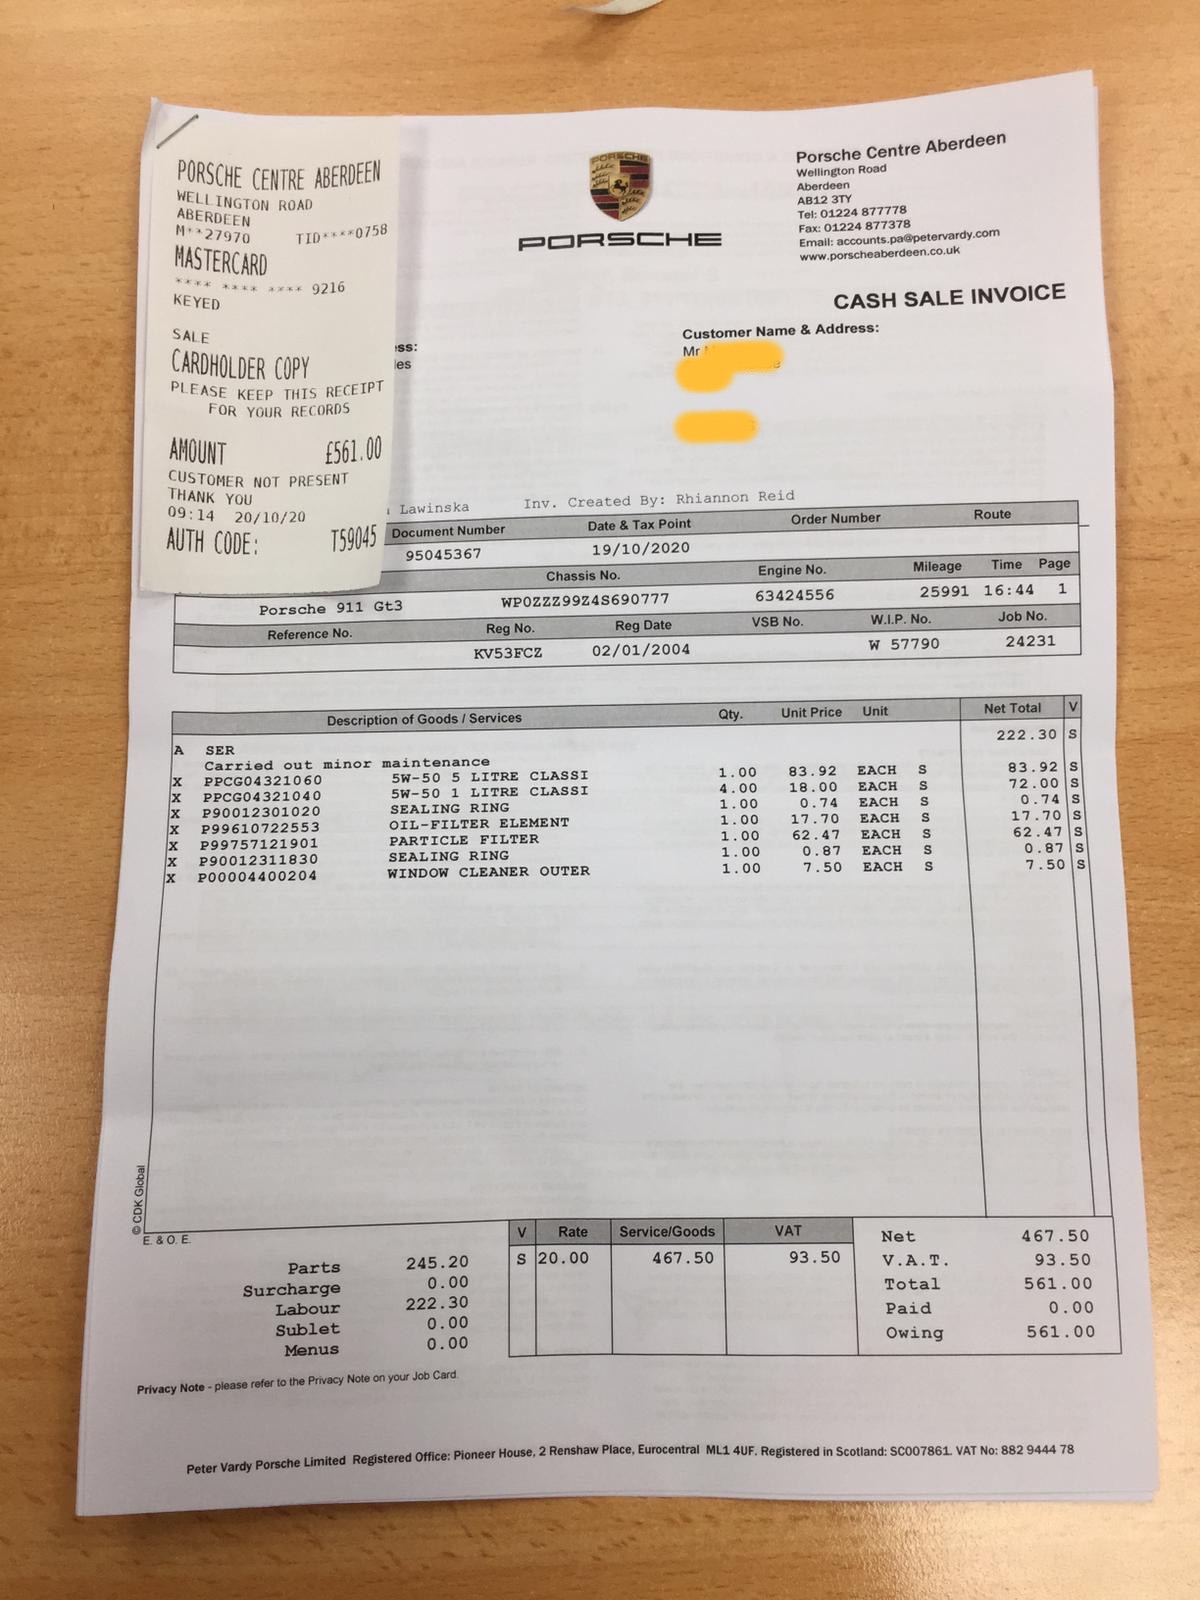 PORSCHE CENTRE ABERDEEN
WELLINGTON ROAD
ABERDEEN
M**27970 TID****0758
MASTERCARD
**** **** **** 9216
KEYED
SALE
CARDHOLDER COPY
PLEASE KEEP THIS RECEIPT
FOR YOUR RECORDS
AMOUNT £561.00
CUSTOMER NOT PRESENT
THANK YOU
09:14 20/10/20
AUTH CODE: T59045
PORSCHE
PORSCHE
Porsche Centre Aberdeen
Wellington Road
Aberdeen
AB12 3TY
Tel: 01224 877778
Fax: 01224 877378
Email: accounts.pa@petervardy.com
www.porscheaberdeen.co.uk
CASH SALE INVOICE
Customer Name & Address:
Mr
Lawinska Inv. Created By: Rhiannon Reid
Document Number Date & Tax Point Order Number Route
95045367 19/10/2020
Chassis No. Engine No. Mileage Time Page
Porsche 911 Gt3 WP0ZZZ99Z4S690777 63424556 25991 16:44 1
Reference No. Reg No. Reg Date VSB No. W.I.P. No. Job No.
KV53FCZ 02/01/2004 W 57790 24231
Description of Goods / Services Qty. Unit Price Unit Net Total V
A SER 222.30 S
Carried out minor maintenance
X PPCG04321060 5W-50 5 LITRE CLASSI 1.00 83.92 EACH S 83.92 S
X PPCG04321040 5W-50 1 LITRE CLASSI 4.00 18.00 EACH S 72.00 S
X P90012301020 SEALING RING 1.00 0.74 EACH S 0.74 S
X P99610722553 OIL-FILTER ELEMENT 1.00 17.70 EACH S 17.70 S
X P99757121901 PARTICLE FILTER 1.00 62.47 EACH S 62.47 S
X P90012311830 SEALING RING 1.00 0.87 EACH S 0.87 S
X P00004400204 WINDOW CLEANER OUTER 1.00 7.50 EACH S 7.50 S
© CDK Global
E. & O. E.
Parts 245.20
Surcharge 0.00
Labour 222.30
Sublet 0.00
Menus 0.00
V Rate Service/Goods VAT
S 20.00 467.50 93.50
Net 467.50
V.A.T. 93.50
Total 561.00
Paid 0.00
Owing 561.00
Privacy Note - please refer to the Privacy Note on your Job Card.
Peter Vardy Porsche Limited Registered Office: Pioneer House, 2 Renshaw Place, Eurocentral ML1 4UF. Registered in Scotland: SC007861. VAT No: 882 9444 78